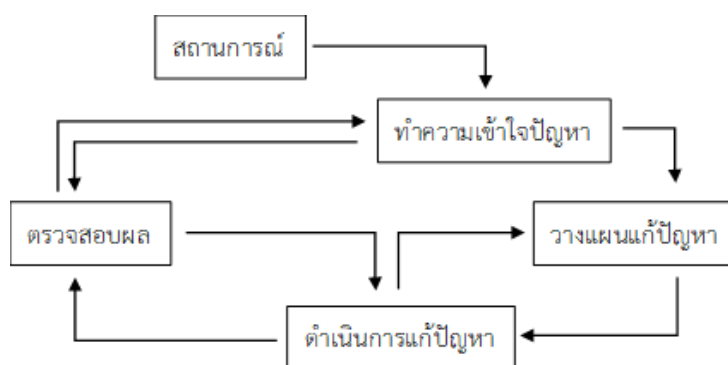 สถานการณ์
ทำความเข้าใจปัญหา
ตรวจสอบผล
วางแผนแก้ปัญหา
ดำเนินการแก้ปัญหา